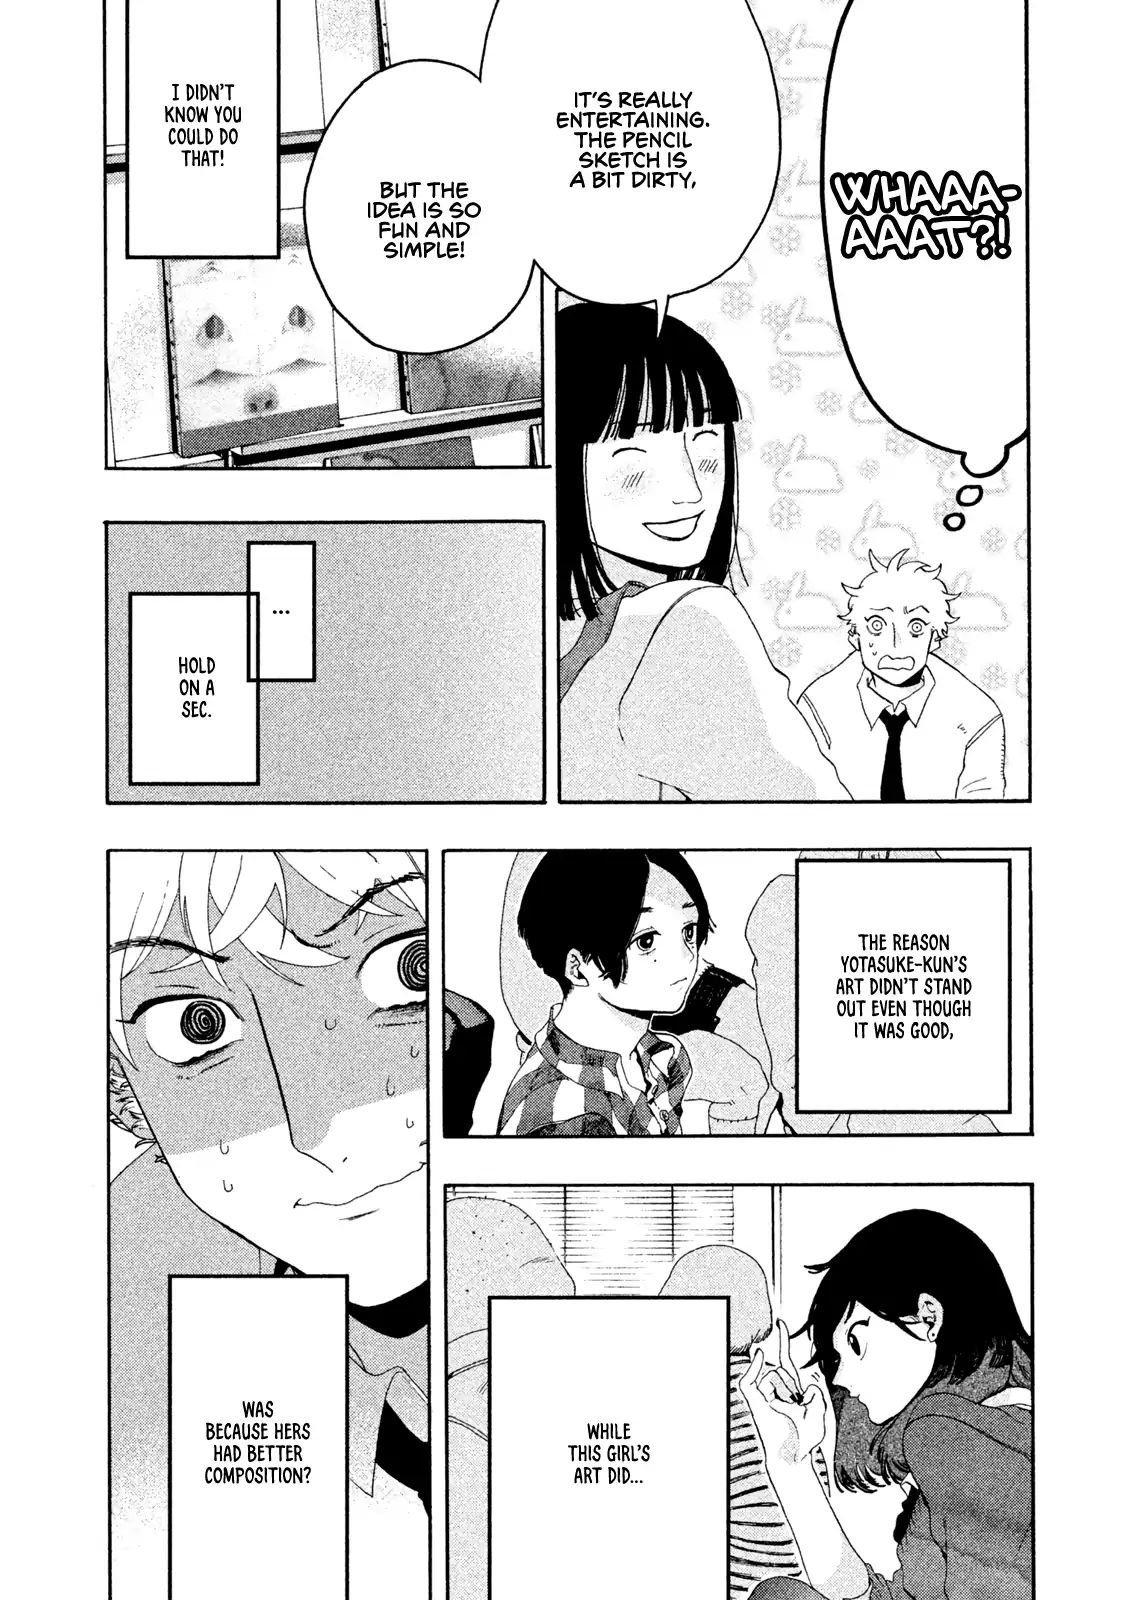 WHAAA-
AAAT?!
IT'S REALLY
ENTERTAINING.
THE PENCIL
SKETCH IS
A BIT DIRTY,
BUT THE
IDEA IS SO
FUN AND
SIMPLE!
I DIDN'T
KNOW YOU
COULD DO
THAT!
...
HOLD
ON A
SEC.
THE REASON
YOTASUKE-KUN'S
ART DIDN'T STAND
OUT EVEN THOUGH
IT WAS GOOD,
WHILE
THIS GIRL'S
ART DID...
WAS
BECAUSE HERS
HAD BETTER
COMPOSITION?